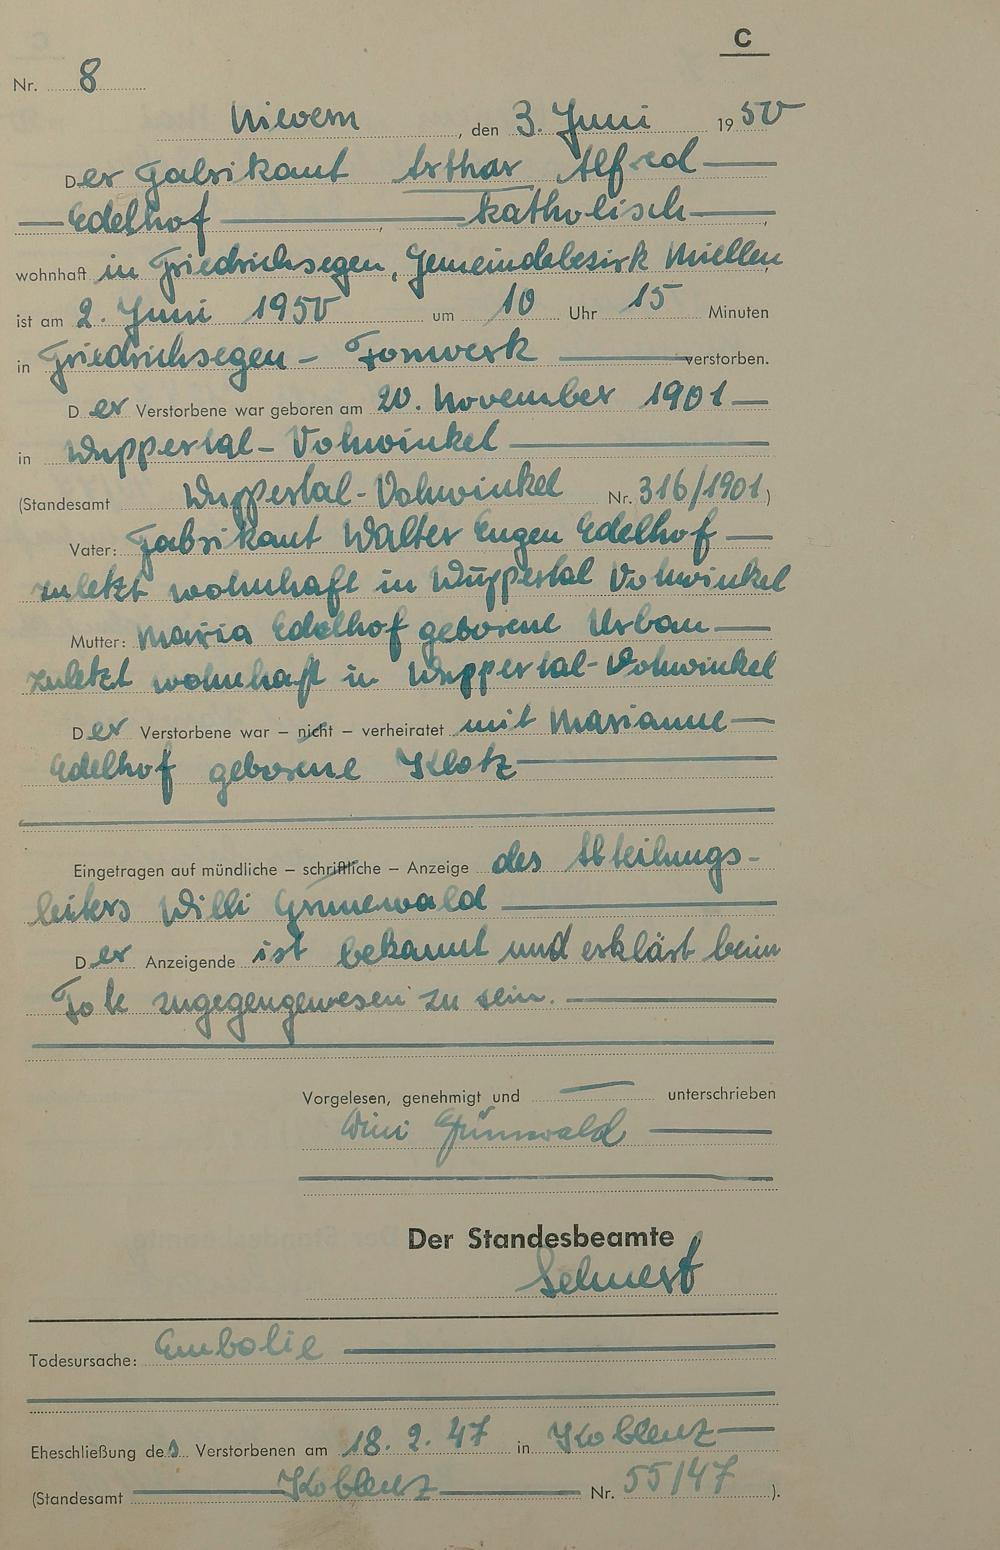 C
Nr. 8
Nievern, den 3. Juni 1950
Der Fabrikant Arthur Alfred
Edelhof, katholisch,
wohnhaft in Friedrichssegen, Gemeindebezirk Miellen,
ist am 2. Juni 1950 um 10 Uhr 15 Minuten
in Friedrichsegen - Tonwerk verstorben.
Der Verstorbene war geboren am 20. November 1901
in Wuppertal-Vohwinkel
(Standesamt Wuppertal-Vohwinkel Nr. 316/1901)
Vater: Fabrikant Walter Eugen Edelhof
zuletzt wohnhaft in Wuppertal Vohwinkel
Mutter: Maria Edelhof geborene Urban
zuletzt wohnhaft in Wuppertal-Vohwinkel
Der Verstorbene war – nicht – verheiratet mit Marianne
Edelhof geborene Klotz
Eingetragen auf mündliche – schriftliche – Anzeige des Abteilungs-
leiters Willi Grünewald
Der Anzeigende ist bekannt und erklärt beim
Tode zugegengewesen zu sein.
Vorgelesen, genehmigt und unterschrieben
Willi Grünewald
Der Standesbeamte
Todesursache: Embolie
Eheschließung des Verstorbenen am 18. 2. 47 in Koblenz
(Standesamt Koblenz Nr. 55/47).